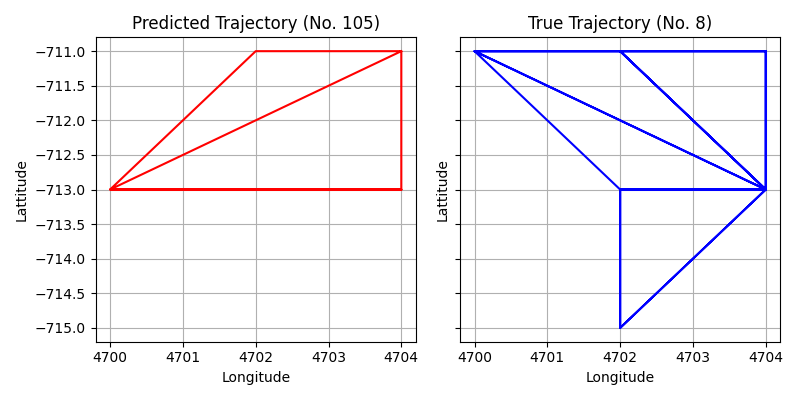 Predicted Trajectory (No. 105)
True Trajectory (No. 8)
−711.0
−711.5
−712.0
−712.5
−713.0
−713.5
−714.0
−714.5
−715.0
Lattitude
Lattitude
4700 4701 4702 4703 4704
4700 4701 4702 4703 4704
Longitude
Longitude